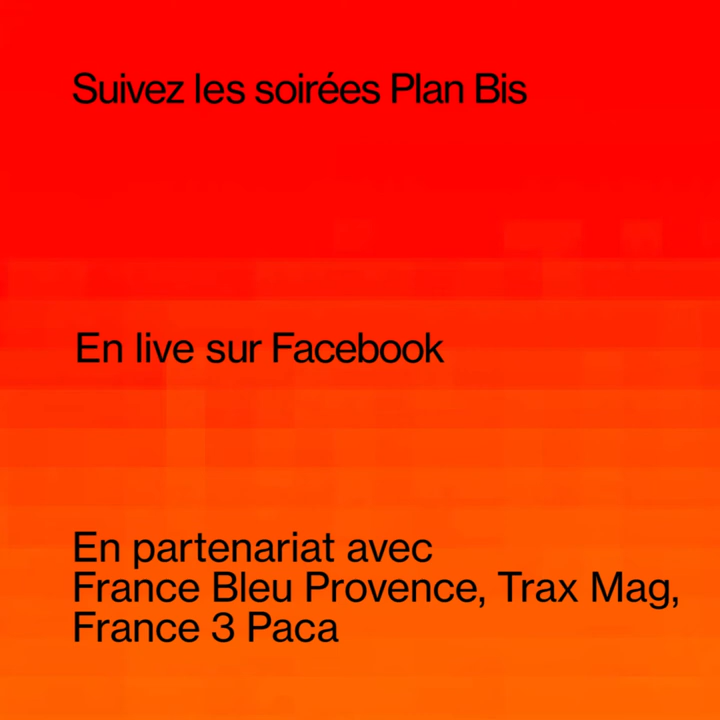 Suivez les soirées Plan Bis
En live sur Facebook
En partenariat avec
France Bleu Provence, Trax Mag,
France 3 Paca